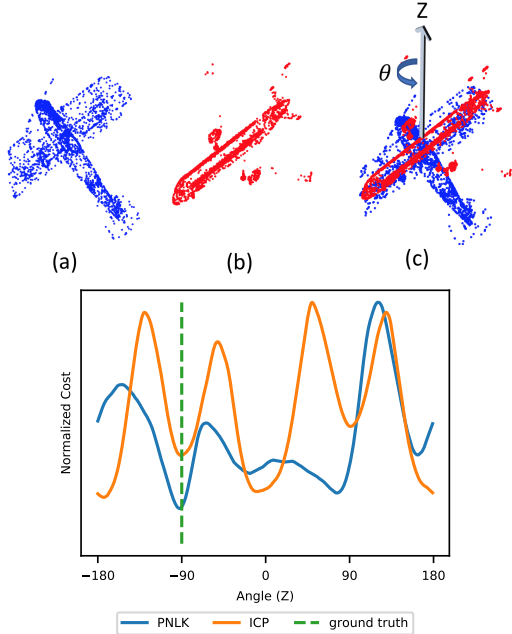 Z
θ
(a)
(b)
(c)
Normalized Cost
−180
−90
0
90
180
Angle (Z)
PNLK
ICP
ground truth